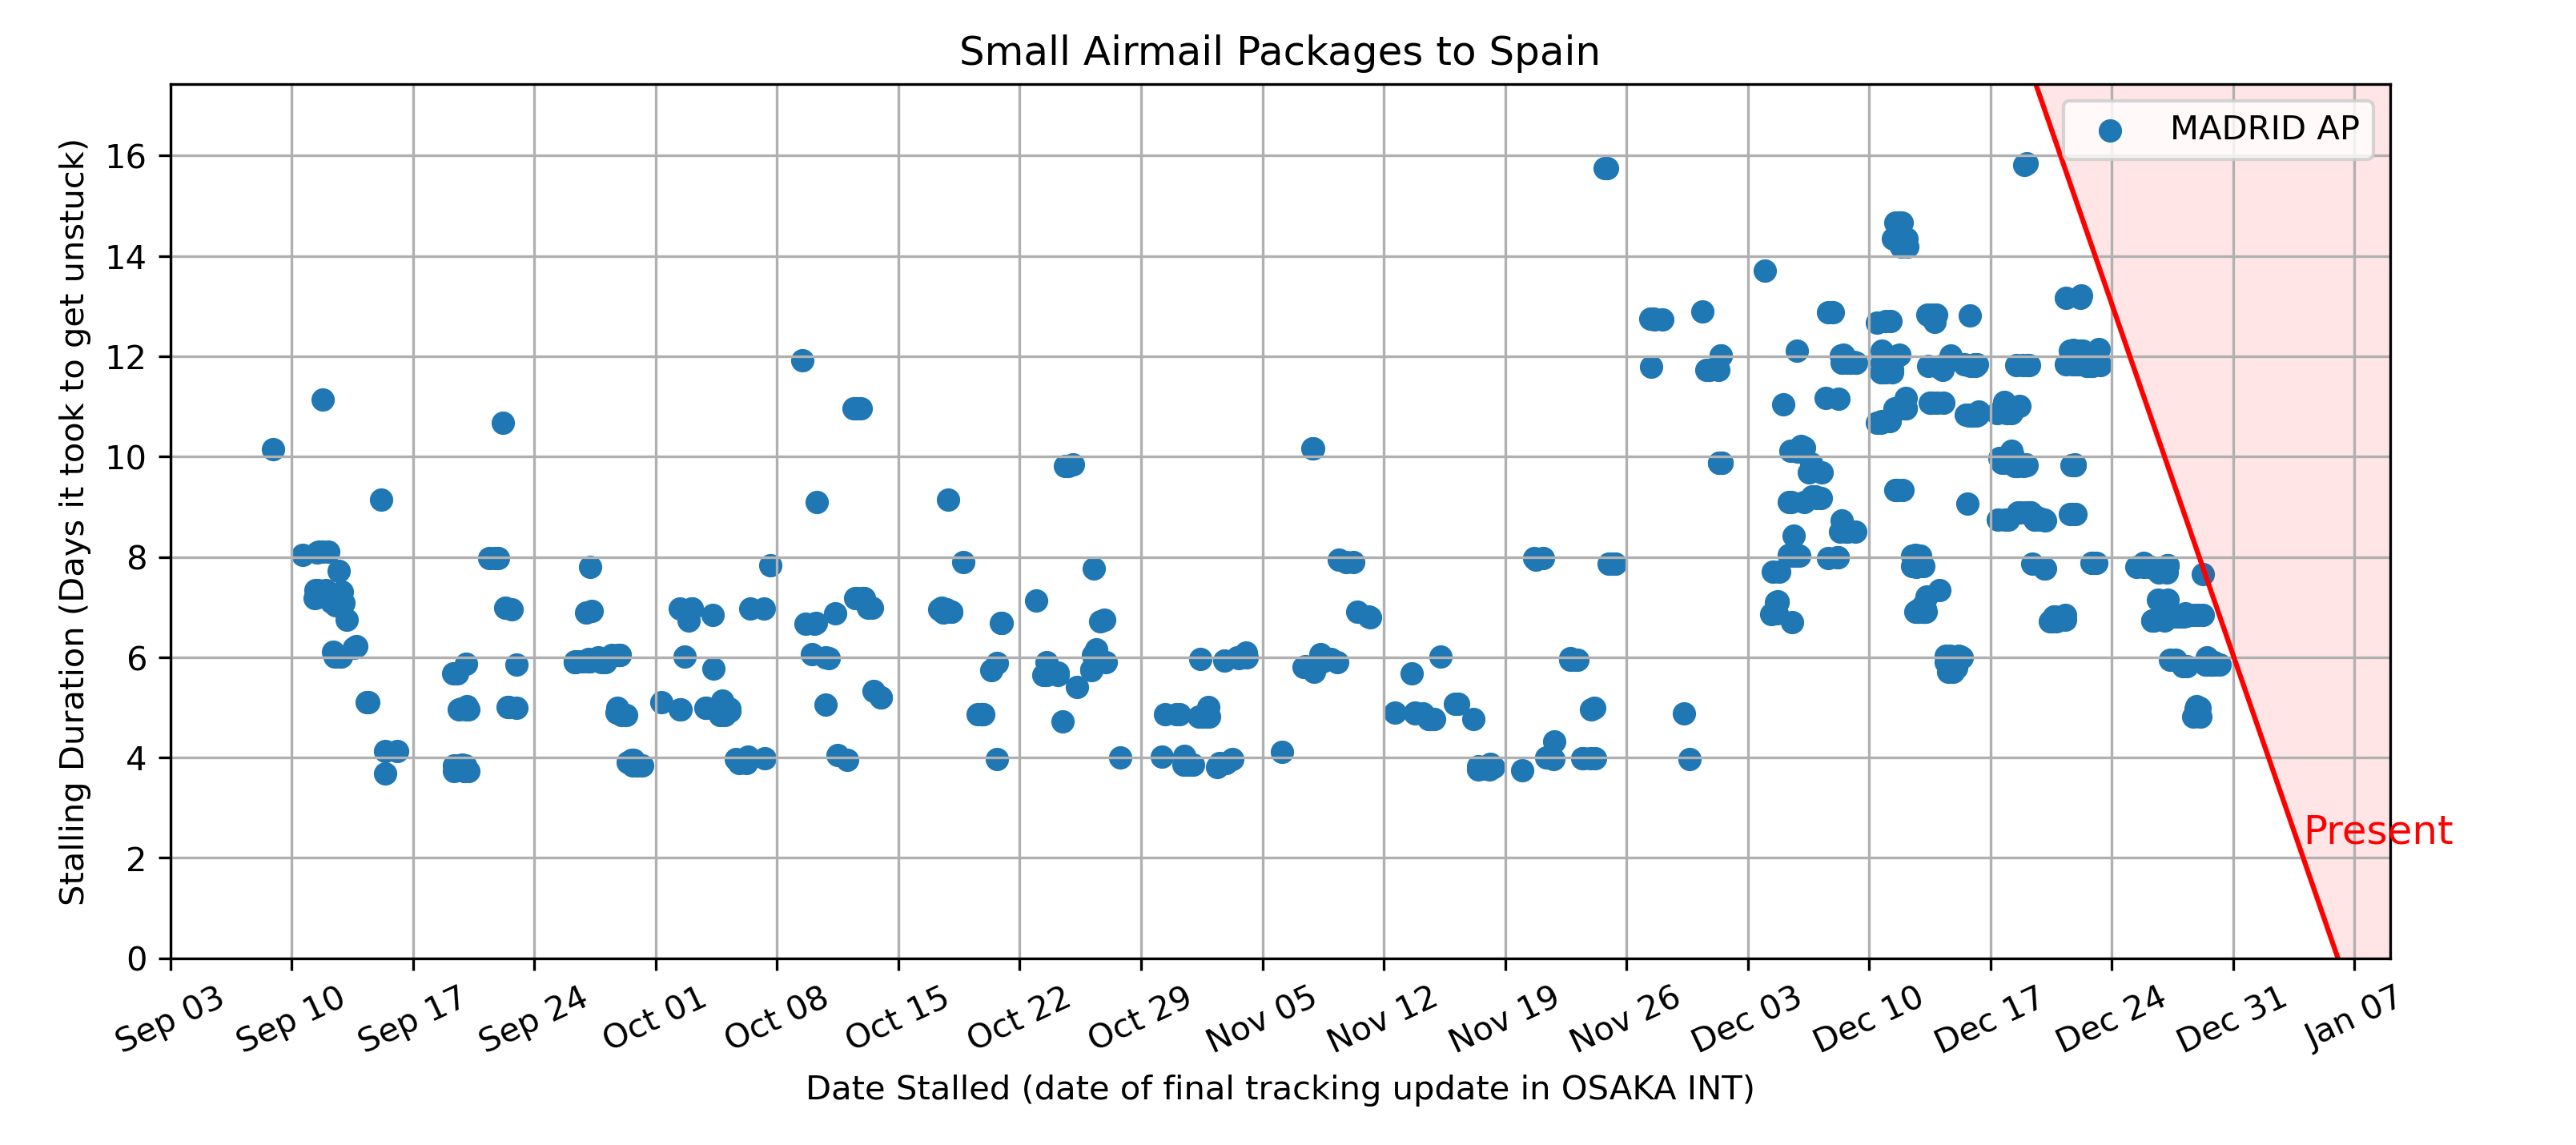 Small Airmail Packages to Spain
MADRID AP
Stalling Duration (Days it took to get unstuck)
16
14
12
10
8
6
4
2
0
Present
Sep 03
Sep 10
Sep 17
Sep 24
Oct 01
Oct 08
Oct 15
Oct 22
Oct 29
Nov 05
Nov 12
Nov 19
Nov 26
Dec 03
Dec 10
Dec 17
Dec 24
Dec 31
Jan 07
Date Stalled (date of final tracking update in OSAKA INT)